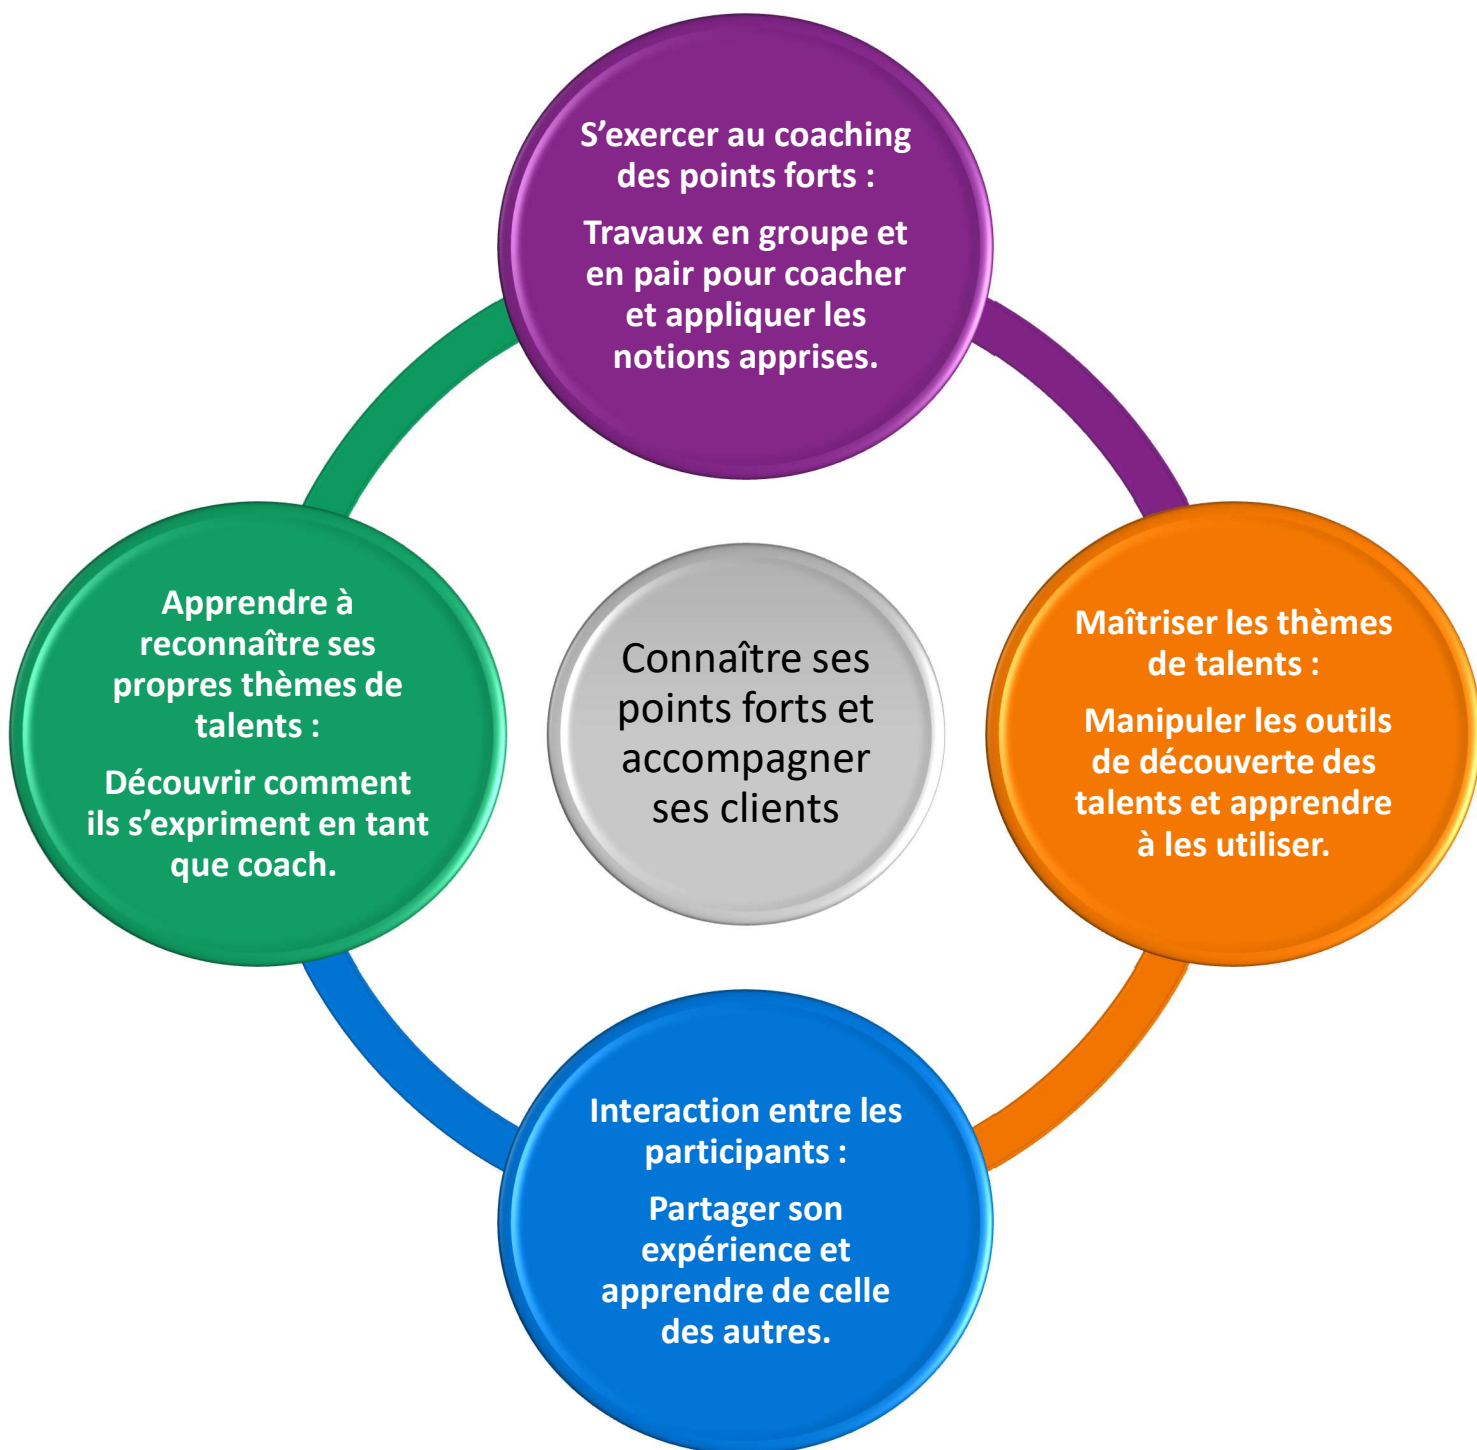 S’exercer au coaching
des points forts :
Travaux en groupe et
en pair pour coacher
et appliquer les
notions apprises.
Apprendre à
reconnaître ses
propres thèmes de
talents :
Découvrir comment
ils s’expriment en tant
que coach.
Connaître ses
points forts et
accompagner
ses clients
Maîtriser les thèmes
de talents :
Manipuler les outils
de découverte des
talents et apprendre
à les utiliser.
Interaction entre les
participants :
Partager son
expérience et
apprendre de celle
des autres.